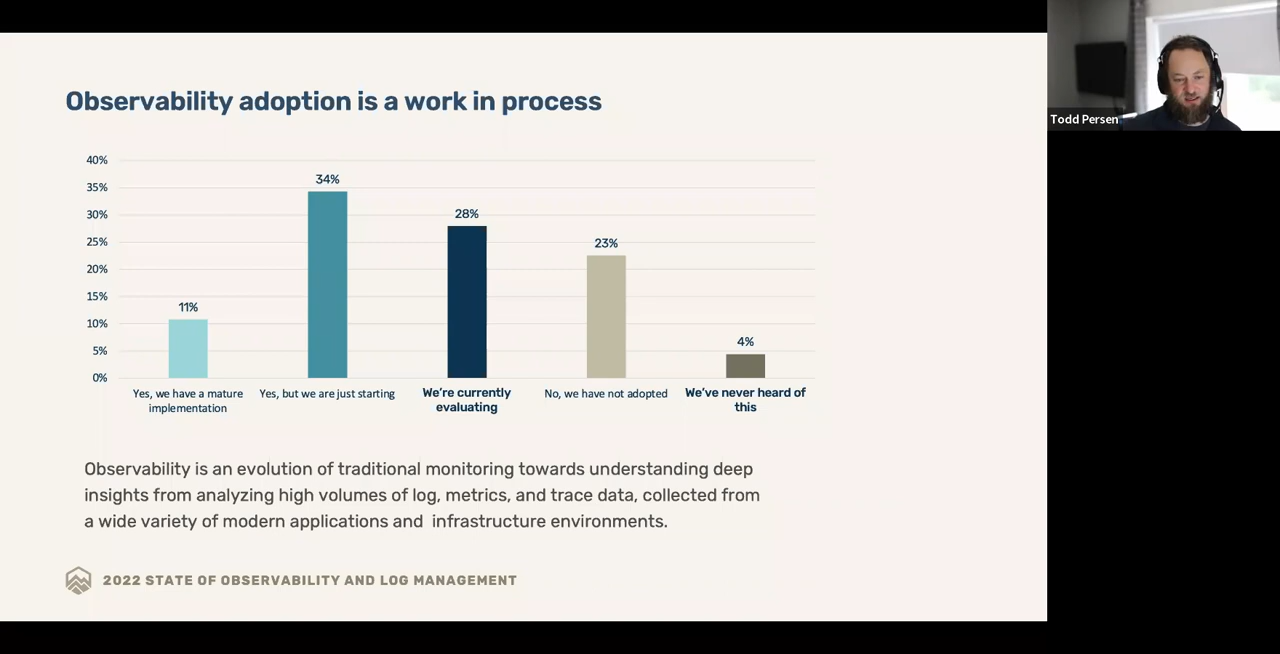 Observability adoption is a work in process
40%
35%
30%
25%
20%
15%
10%
5%
0%
11%
34%
28%
23%
4%
Yes, we have a mature
implementation
Yes, but we are just starting
We're currently
evaluating
No, we have not adopted
We've never heard of
this
Observability is an evolution of traditional monitoring towards understanding deep
insights from analyzing high volumes of log, metrics, and trace data, collected from
a wide variety of modern applications and  infrastructure environments.
2022 STATE OF OBSERVABILITY AND LOG MANAGEMENT
Todd Persen